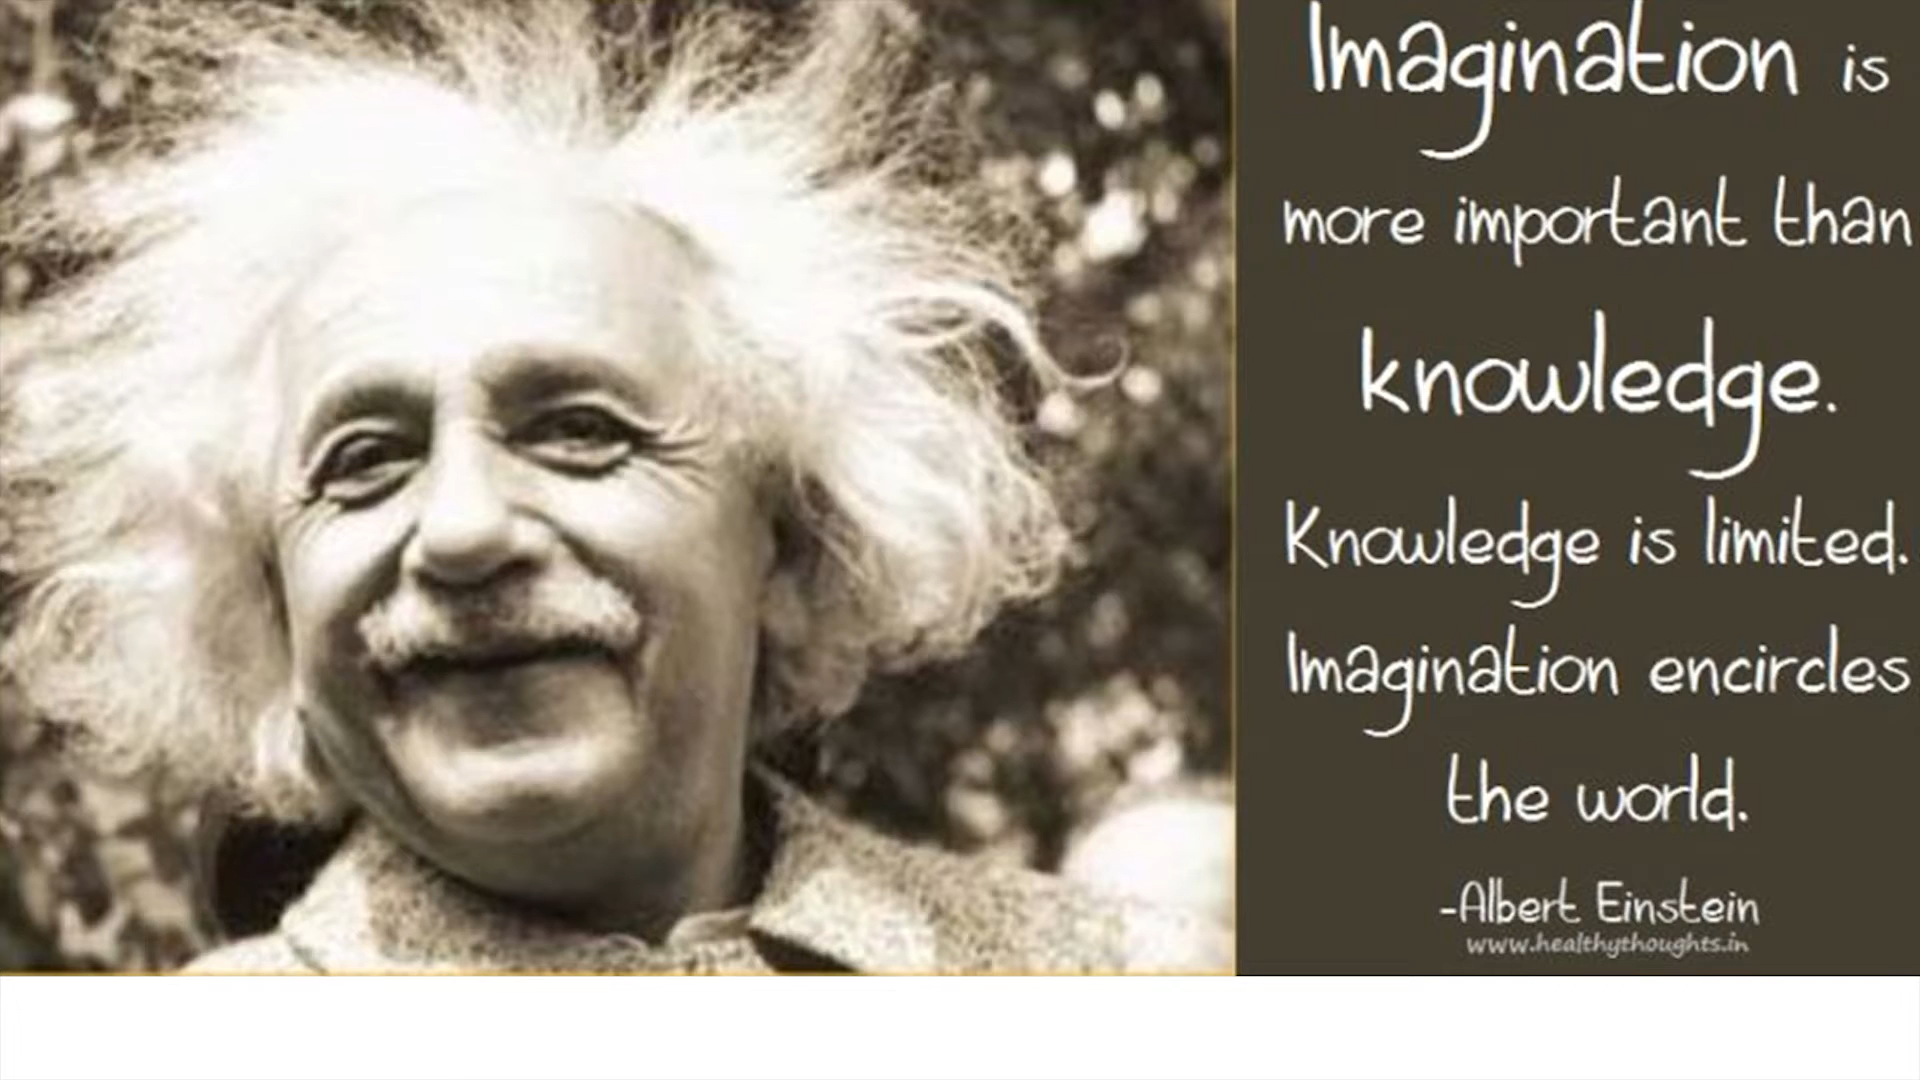 Imagination is
more important than
knowledge.
Knowledge is limited.
Imagination encircles
the world.
-Albert Einstein
www.healthythoughts.in